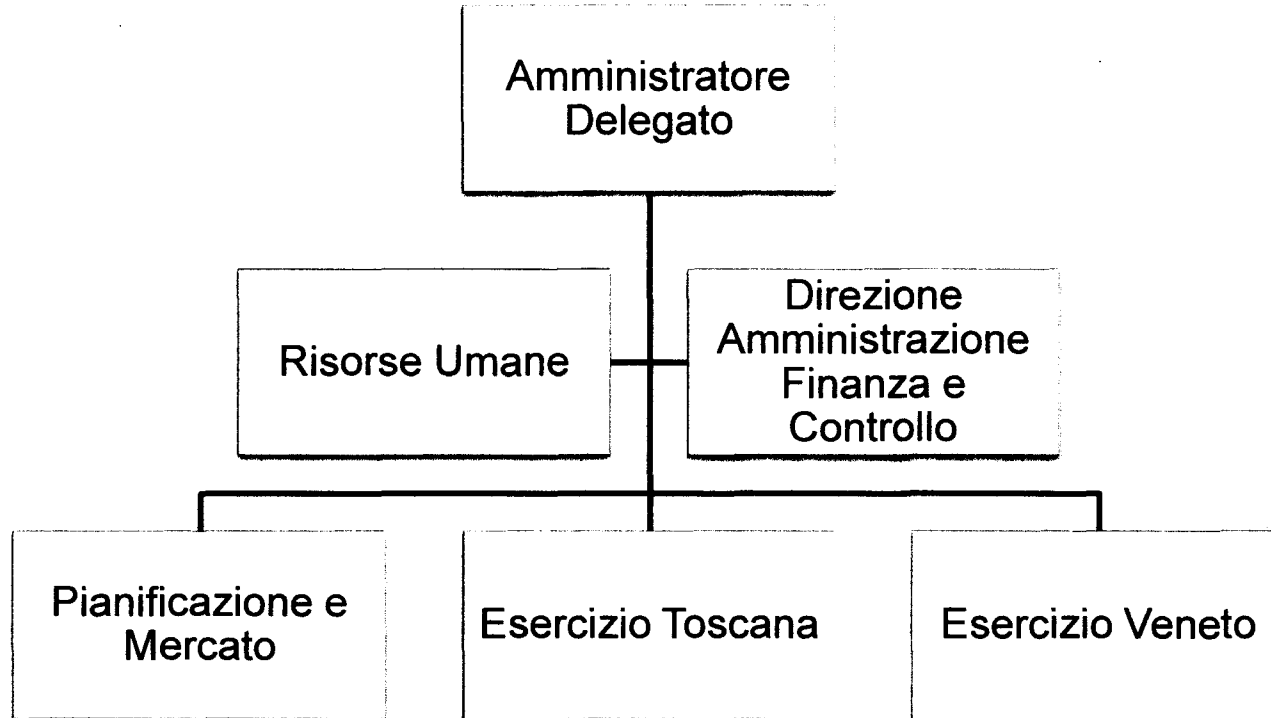 Amministratore
Delegato
Risorse Umane
Direzione
Amministrazione
Finanza e
Controllo
Pianificazione e
Mercato
Esercizio Toscana
Esercizio Veneto